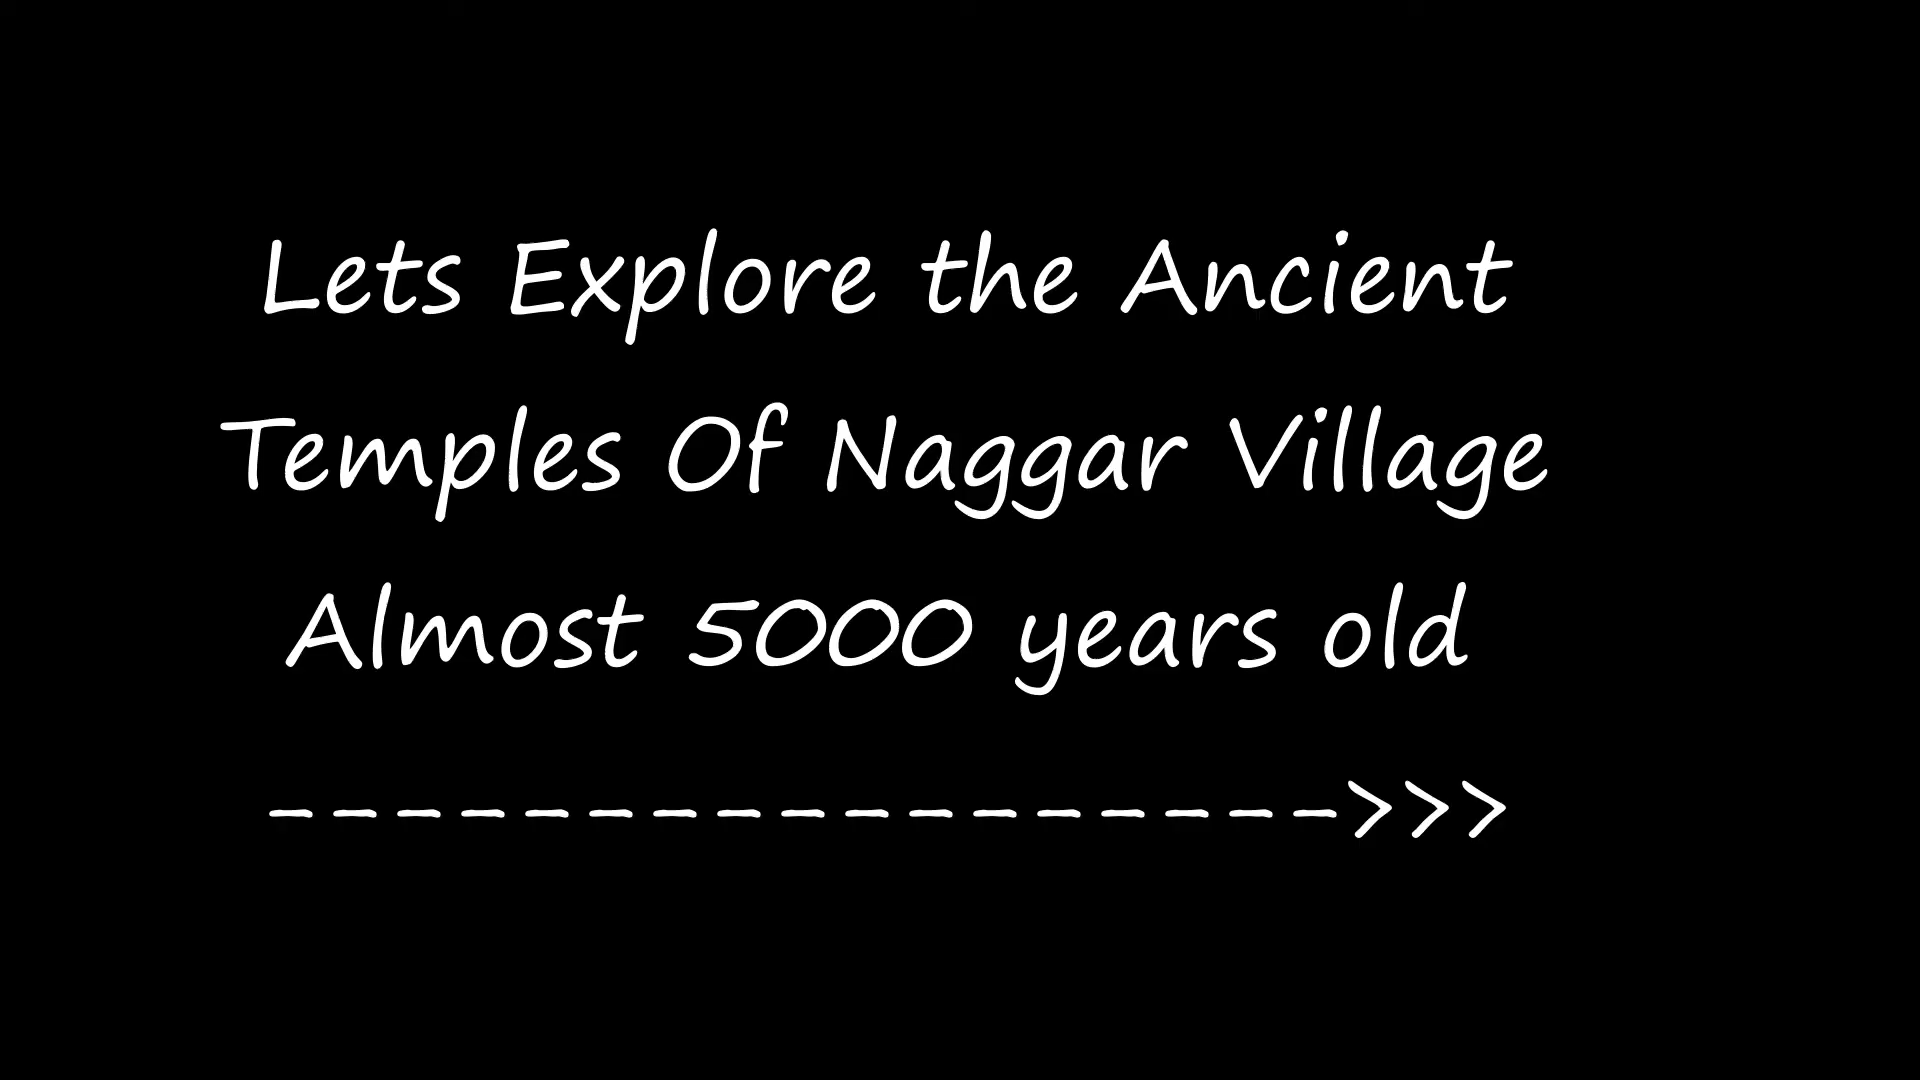 Lets Explore the Ancient
Temples Of Naggar Village
Almost 5000 years old
----------------->>>